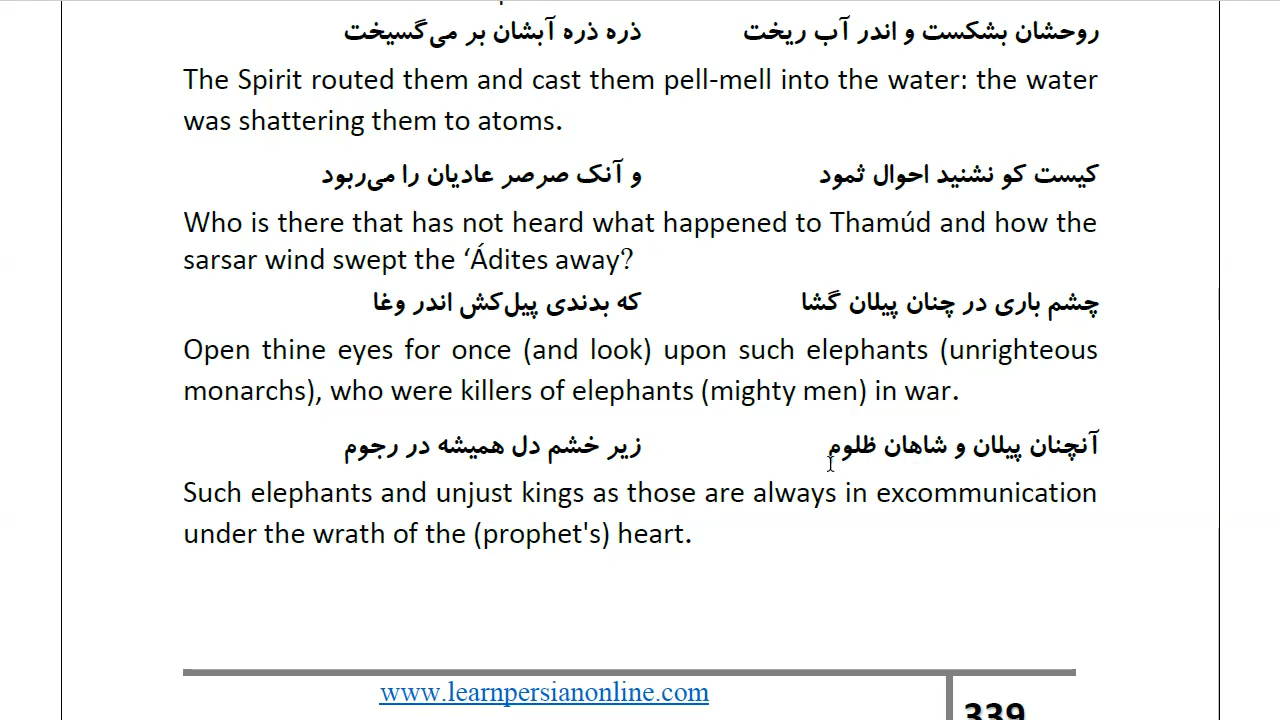 روحشان بشکست و اندر آب ریخت ذره ذره آبشان بر می‌گسیخت
The Spirit routed them and cast them pell-mell into the water: the water
was shattering them to atoms.
کیست کو نشنید احوال ثمود و آنک صرصر عادیان را می‌ربود
Who is there that has not heard what happened to Thamúd and how the
sarsar wind swept the ‘Ádites away?
چشم باری در چنان پیلان گشا که بدندی پیل‌کش اندر وغا
Open thine eyes for once (and look) upon such elephants (unrighteous
monarchs), who were killers of elephants (mighty men) in war.
آنچنان پیلان و شاهان ظلوم زیر خشم دل همیشه در رجوم
Such elephants and unjust kings as those are always in excommunication
under the wrath of the (prophet's) heart.
www.learnpersianonline.com
339